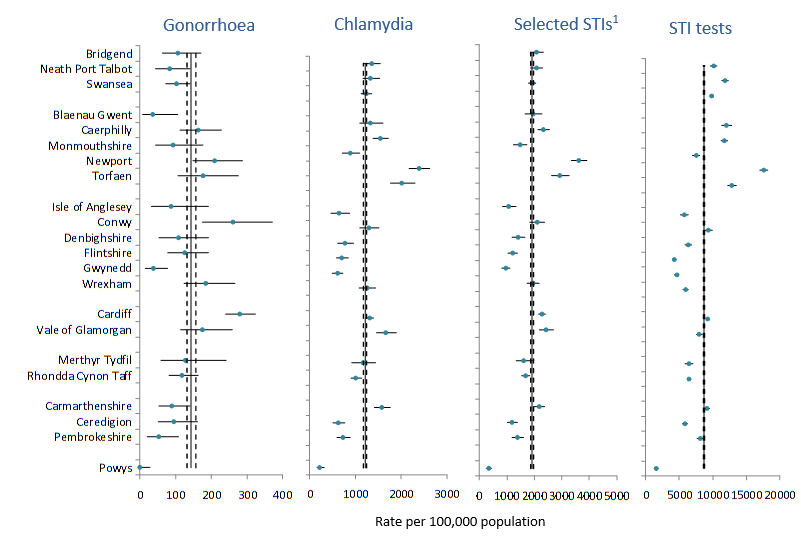 Gonorrhoea Chlamydia Selected STIs¹ STI tests
Bridgend
Neath Port Talbot
Swansea
Blaenau Gwent
Caerphilly
Monmouthshire
Newport
Torfaen
Isle of Anglesey
Conwy
Denbighshire
Flintshire
Gwynedd
Wrexham
Cardiff
Vale of Glamorgan
Merthyr Tydfil
Rhondda Cynon Taff
Carmarthenshire
Ceredigion
Pembrokeshire
Powys
0 100 200 300 400 0 1000 2000 3000 0 1000 2000 3000 4000 5000 0 5000 10000 15000 20000
Rate per 100,000 population